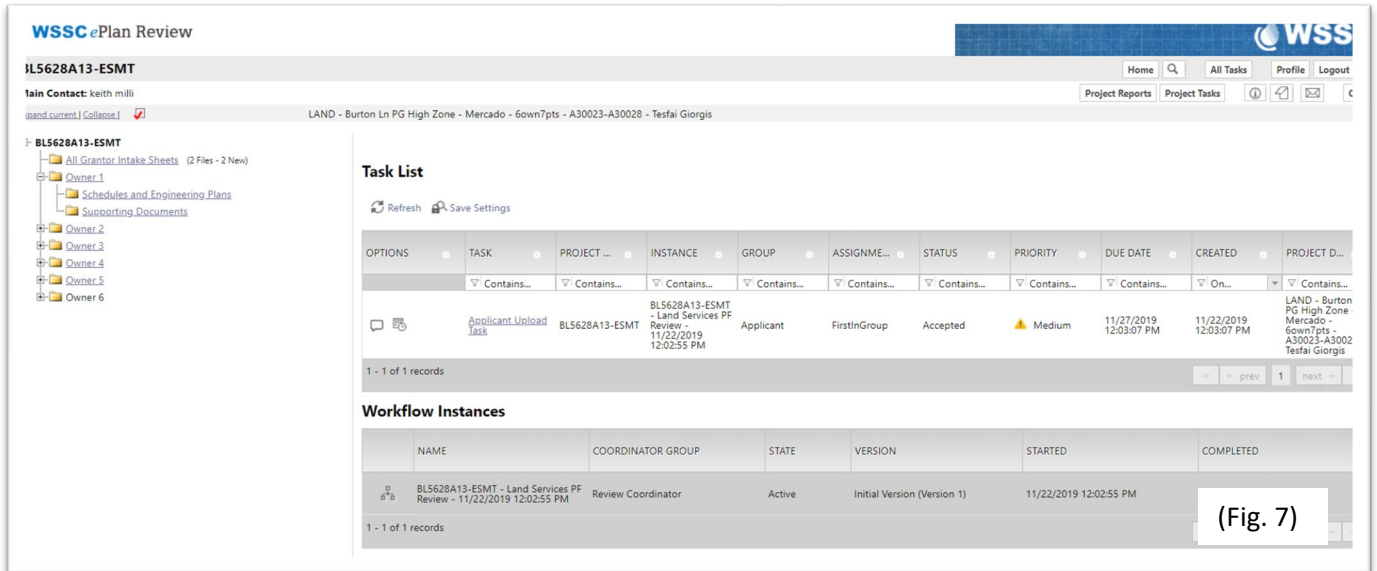 WSSC ePlan Review
WSS
BL5628A13-ESMT
Home
All Tasks
Profile
Logout
Main Contact: keith milli
Project Reports
Project Tasks
xpand current | Collapse |
LAND - Burton Ln PG High Zone - Mercado - 6own7pts - A30023-A30028 - Tesfai Giorgis
BL5628A13-ESMT
All Grantor Intake Sheets (2 Files - 2 New)
Owner 1
Schedules and Engineering Plans
Supporting Documents
Owner 2
Owner 3
Owner 4
Owner 5
Owner 6
Task List
Refresh
Save Settings
OPTIONS TASK PROJECT ... INSTANCE GROUP ASSIGNME... STATUS PRIORITY DUE DATE CREATED PROJECT D...
Contains... Contains... Contains... Contains... Contains... Contains... Contains... Contains... On... Contains...
Applicant Upload
Task
BL5628A13-ESMT
BL5628A13-ESMT
- Land Services PF
Review -
11/22/2019
12:02:55 PM
Applicant
FirstInGroup
Accepted
Medium
11/27/2019
12:03:07 PM
11/22/2019
12:03:07 PM
LAND - Burton
PG High Zone -
Mercado -
6own7pts -
A30023-A3002
Tesfai Giorgis
1 - 1 of 1 records
prev 1 next
Workflow Instances
NAME COORDINATOR GROUP STATE VERSION STARTED COMPLETED
BL5628A13-ESMT - Land Services PF
Review - 11/22/2019 12:02:55 PM
Review Coordinator
Active
Initial Version (Version 1)
11/22/2019 12:02:55 PM
1 - 1 of 1 records
(Fig. 7)